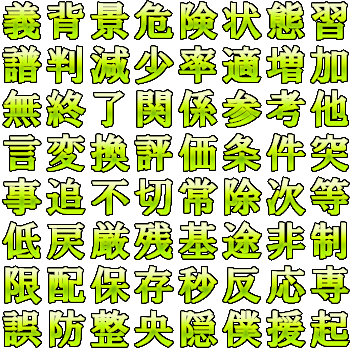 義背景危険状態習
譜判減少率適増加
無終了関係参考他
言変換評価条件突
事追不切常除次等
低戻厳残基途非制
限配保存秒反応専
誤防整央隠僕援起